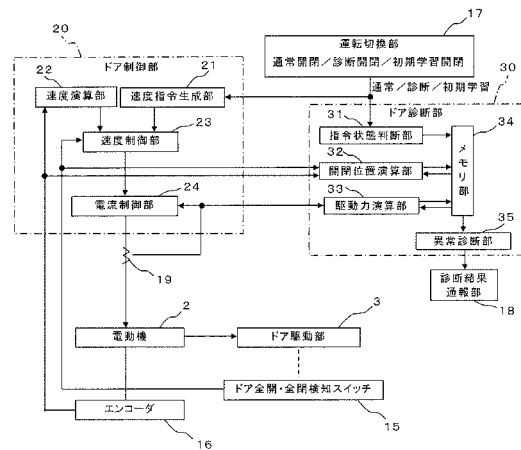 17
運転切換部
通常開閉/診断開閉/初期学習開閉
通常/診断/初期学習
20
ドア制御部
22
速度演算部
21
速度指令生成部
23
速度制御部
24
電流制御部
19
30
ドア診断部
31
指令状態判断部
32
開閉位置演算部
33
駆動力演算部
34
メモリ部
35
異常診断部
診断結果
通報部
18
2
電動機
3
ドア駆動部
ドア全開・全閉検知スイッチ
15
エンコーダ
16